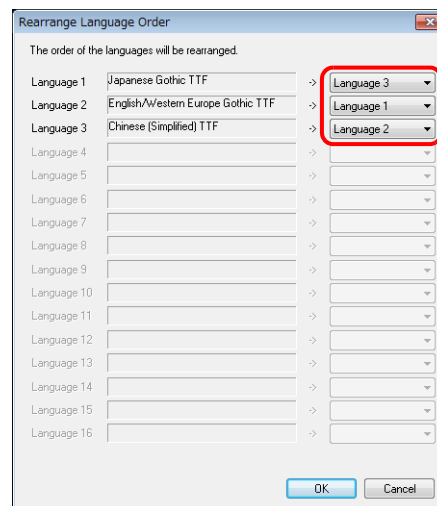 Rearrange Language Order
The order of the languages will be rearranged.
Language 1 Japanese Gothic TTF -> Language 3
Language 2 English/Western Europe Gothic TTF -> Language 1
Language 3 Chinese (Simplified) TTF -> Language 2
Language 4 ->
Language 5 ->
Language 6 ->
Language 7 ->
Language 8 ->
Language 9 ->
Language 10 ->
Language 11 ->
Language 12 ->
Language 13 ->
Language 14 ->
Language 15 ->
Language 16 ->
OK Cancel